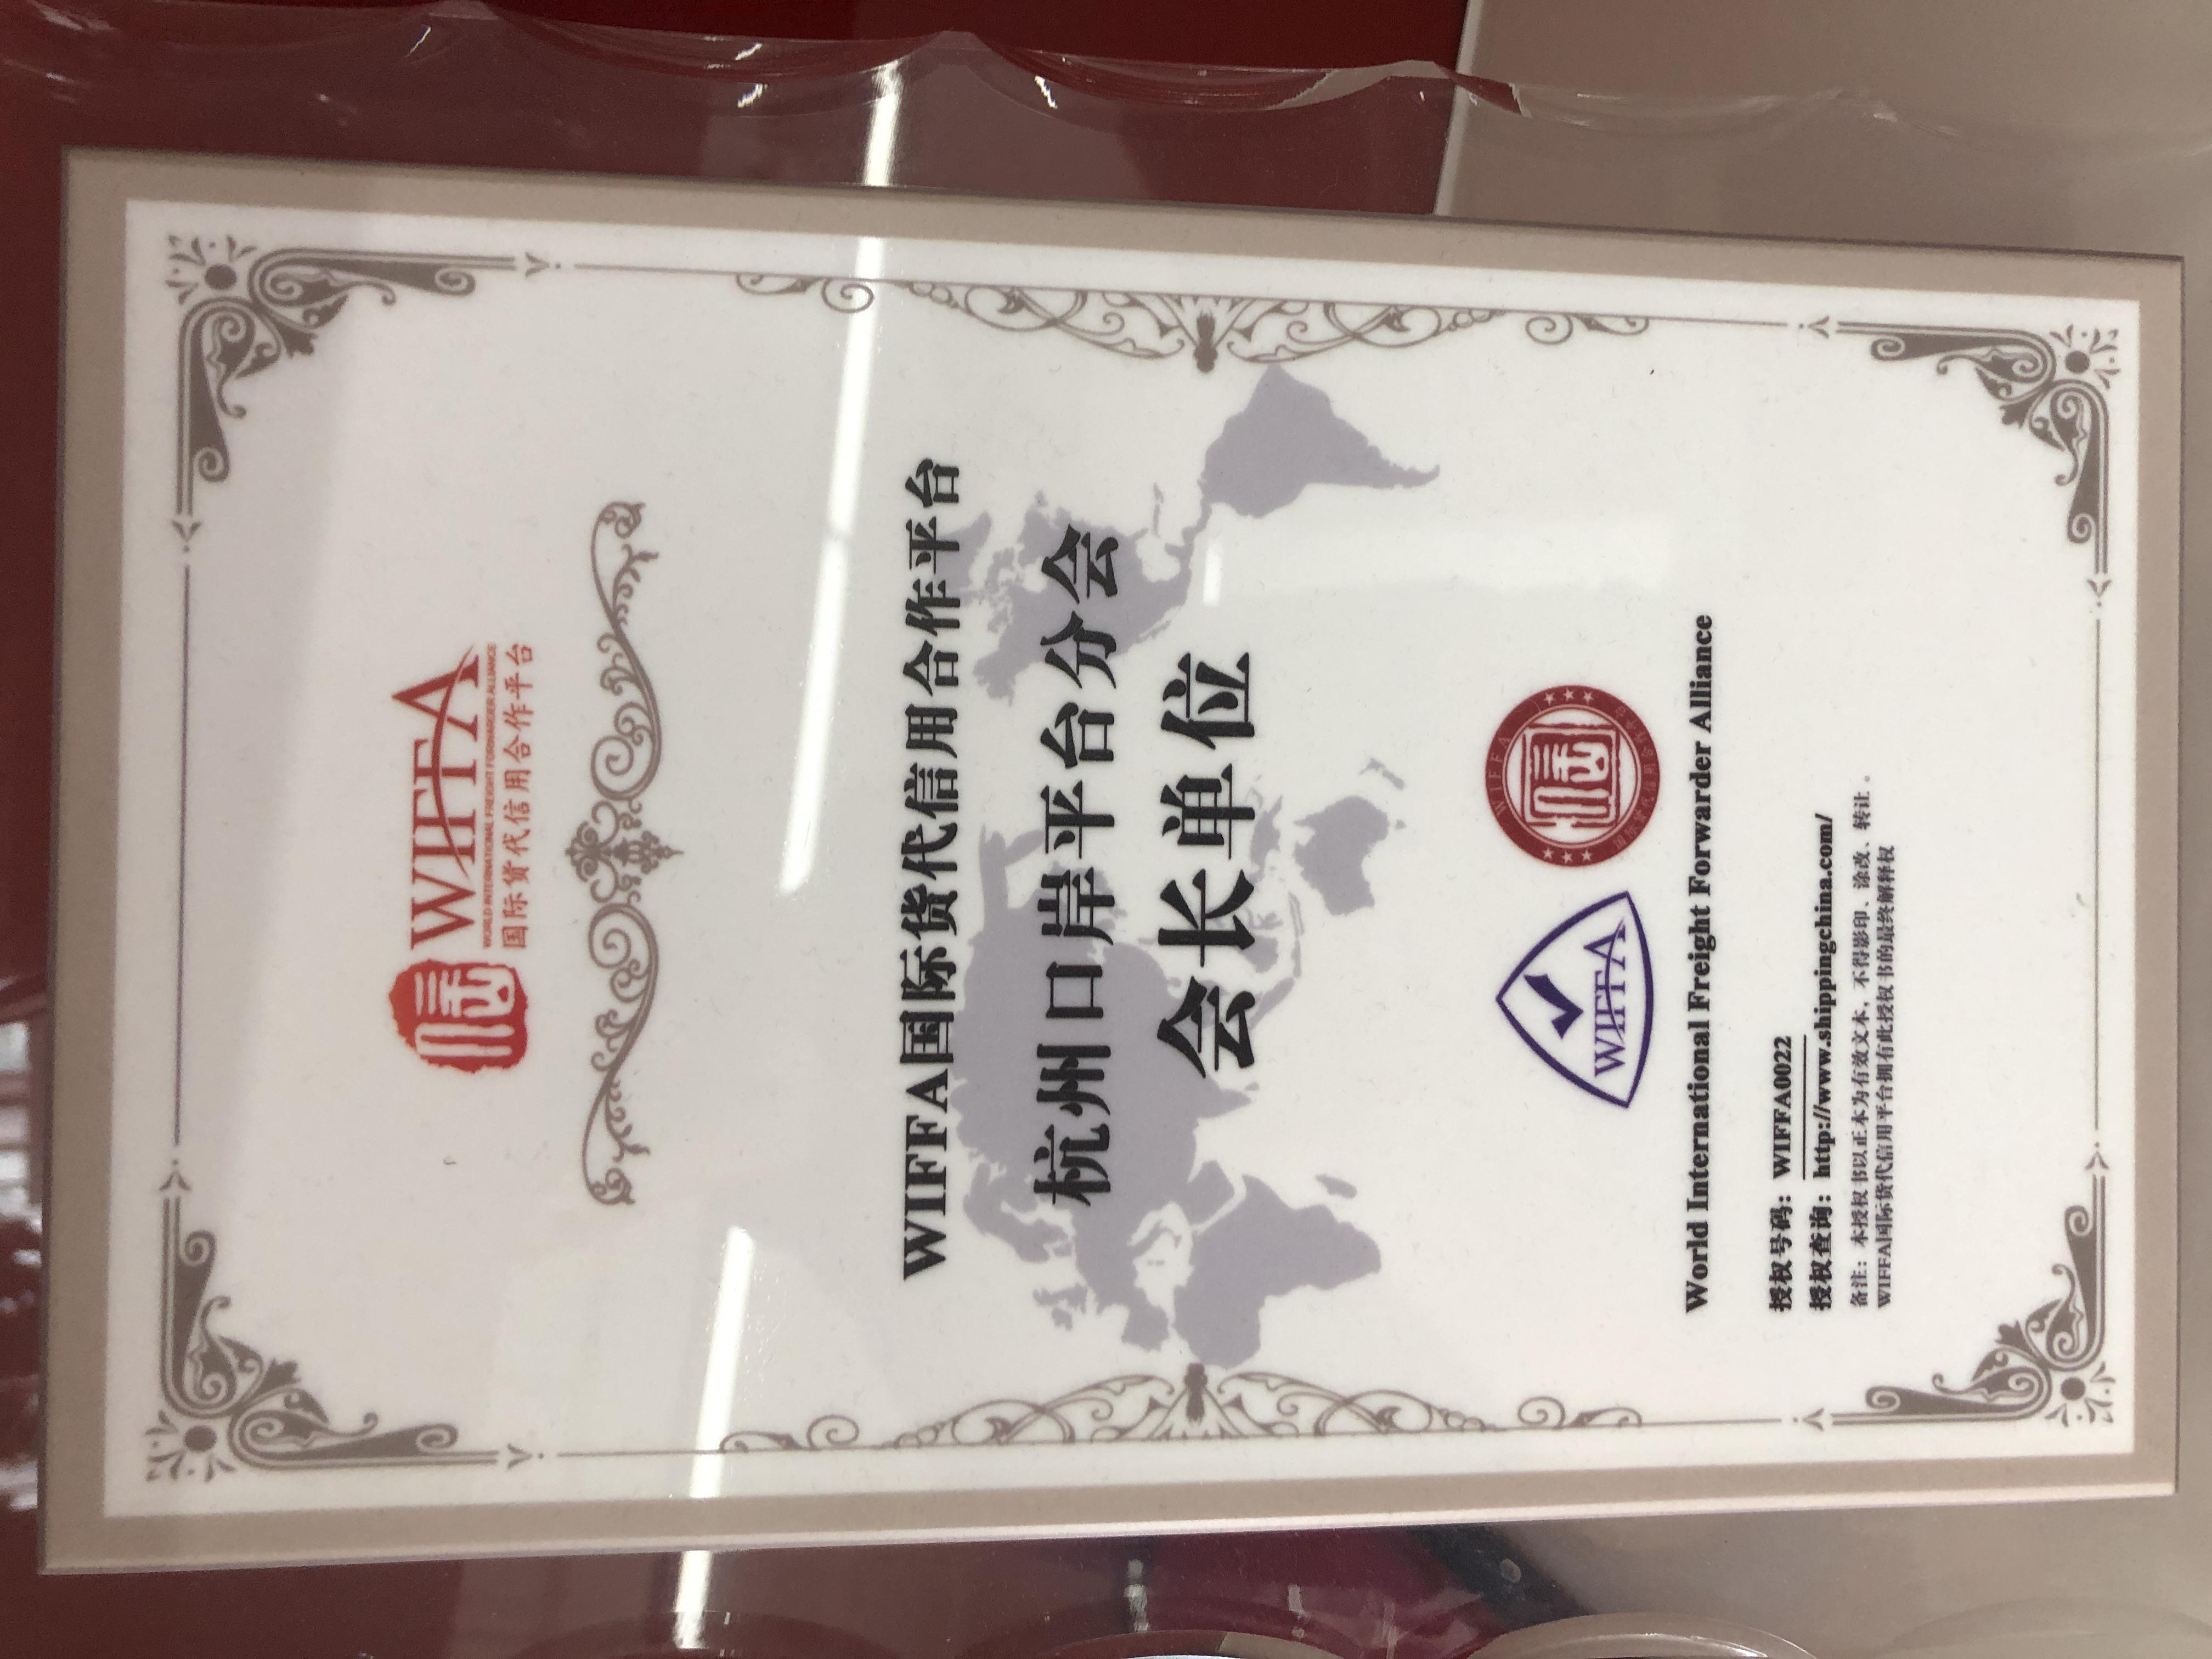 信
WIFFA
WORLD INTERNATIONAL FREIGHT FORWARDER ALLIANCE
国际货代信用合作平台
WIFFA国际货代信用合作平台
杭州口岸平台分会
会长单位
WIFFA
WIFFA
信
World International Freight Forwarder Alliance
授权号码：WIFFA0022
授权查询：http://www.shippingchina.com/
备注：本授权书以正本为有效文本，不得影印、涂改、转让。
WIFFA国际货代信用平台拥有此授权书的最终解释权